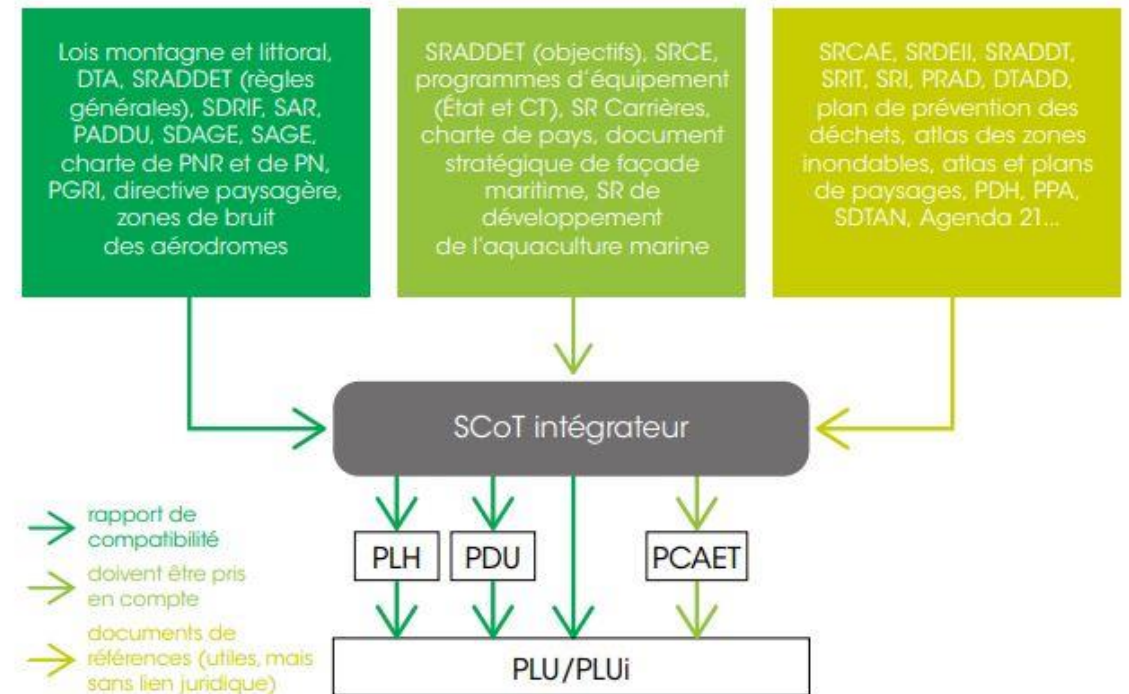 Lois montagne et littoral,
DTA, SRADDET (règles
générales), SDRIF, SAR,
PADDU, SDAGE, SAGE,
charte de PNR et de PN,
PGRI, directive paysagère,
zones de bruit
des aérodromes
SRADDET (objectifs), SRCE,
programmes d'équipement
(État et CT), SR Carrières,
charte de pays, document
stratégique de façade
maritime, SR de
développement
de l'aquaculture marine
SRCAE, SRDEII, SRADDT,
SRIT, SRI, PRAD, DTADD,
plan de prévention des
déchets, atlas des zones
inondables, atlas et plans
de paysages, PDH, PPA,
SDTAN, Agenda 21...
SCoT intégrateur
rapport de
compatibilité
doivent être pris
en compte
documents de
références (utiles, mais
sans lien juridique)
PLH
PDU
PCAET
PLU/PLUi